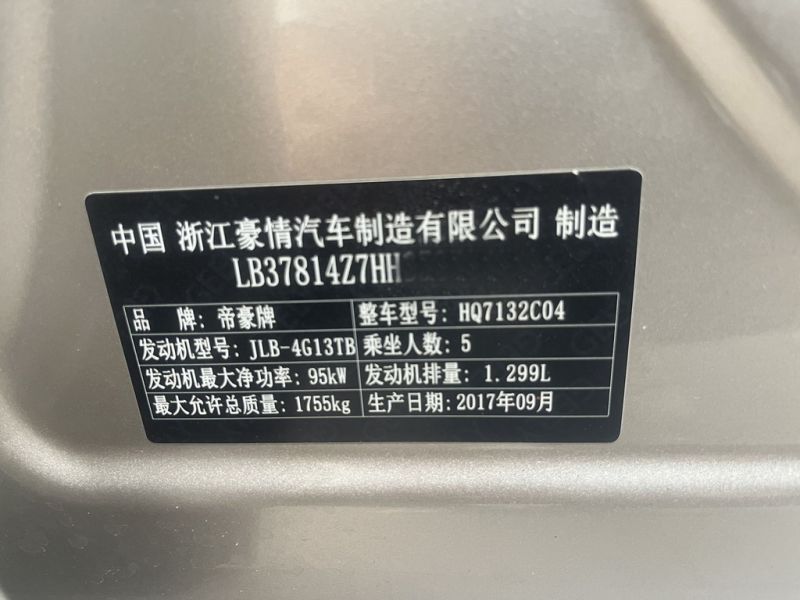 中国 浙江豪情汽车制造有限公司 制造
LB37814Z7HH
品 牌: 帝豪牌 整车型号: HQ7132C04
发动机型号: JLB-4G13TB 乘坐人数: 5
发动机最大净功率: 95kW 发动机排量: 1.299L
最大允许总质量: 1755kg 生产日期: 2017年09月